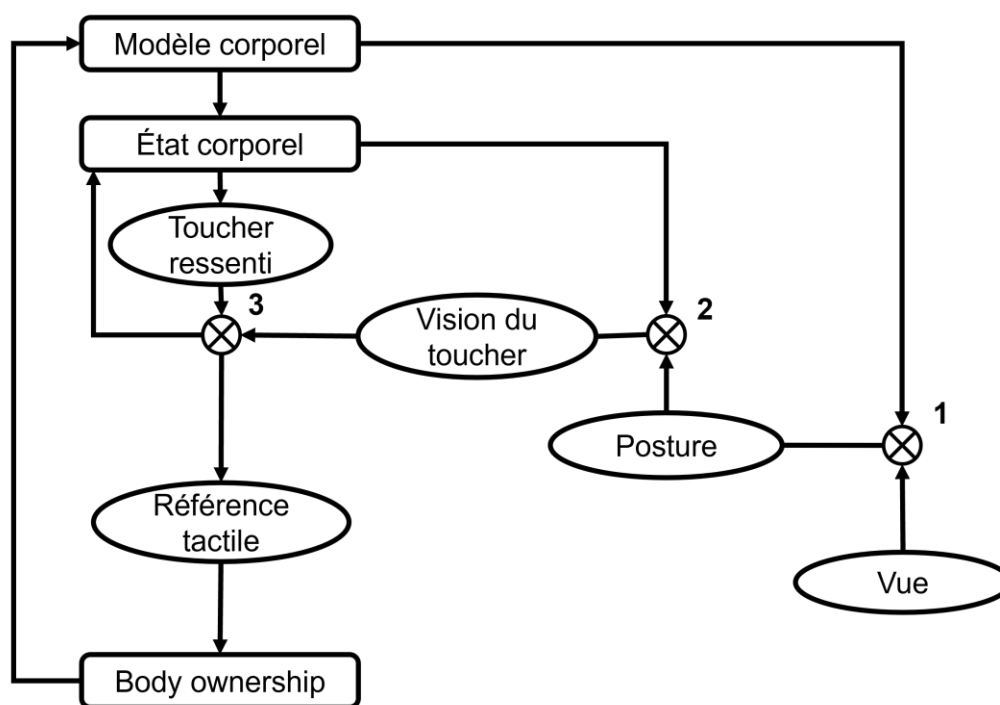 Modèle corporel
État corporel
Toucher
ressenti
3
Vision du
toucher
2
1
Posture
Référence
tactile
Vue
Body ownership